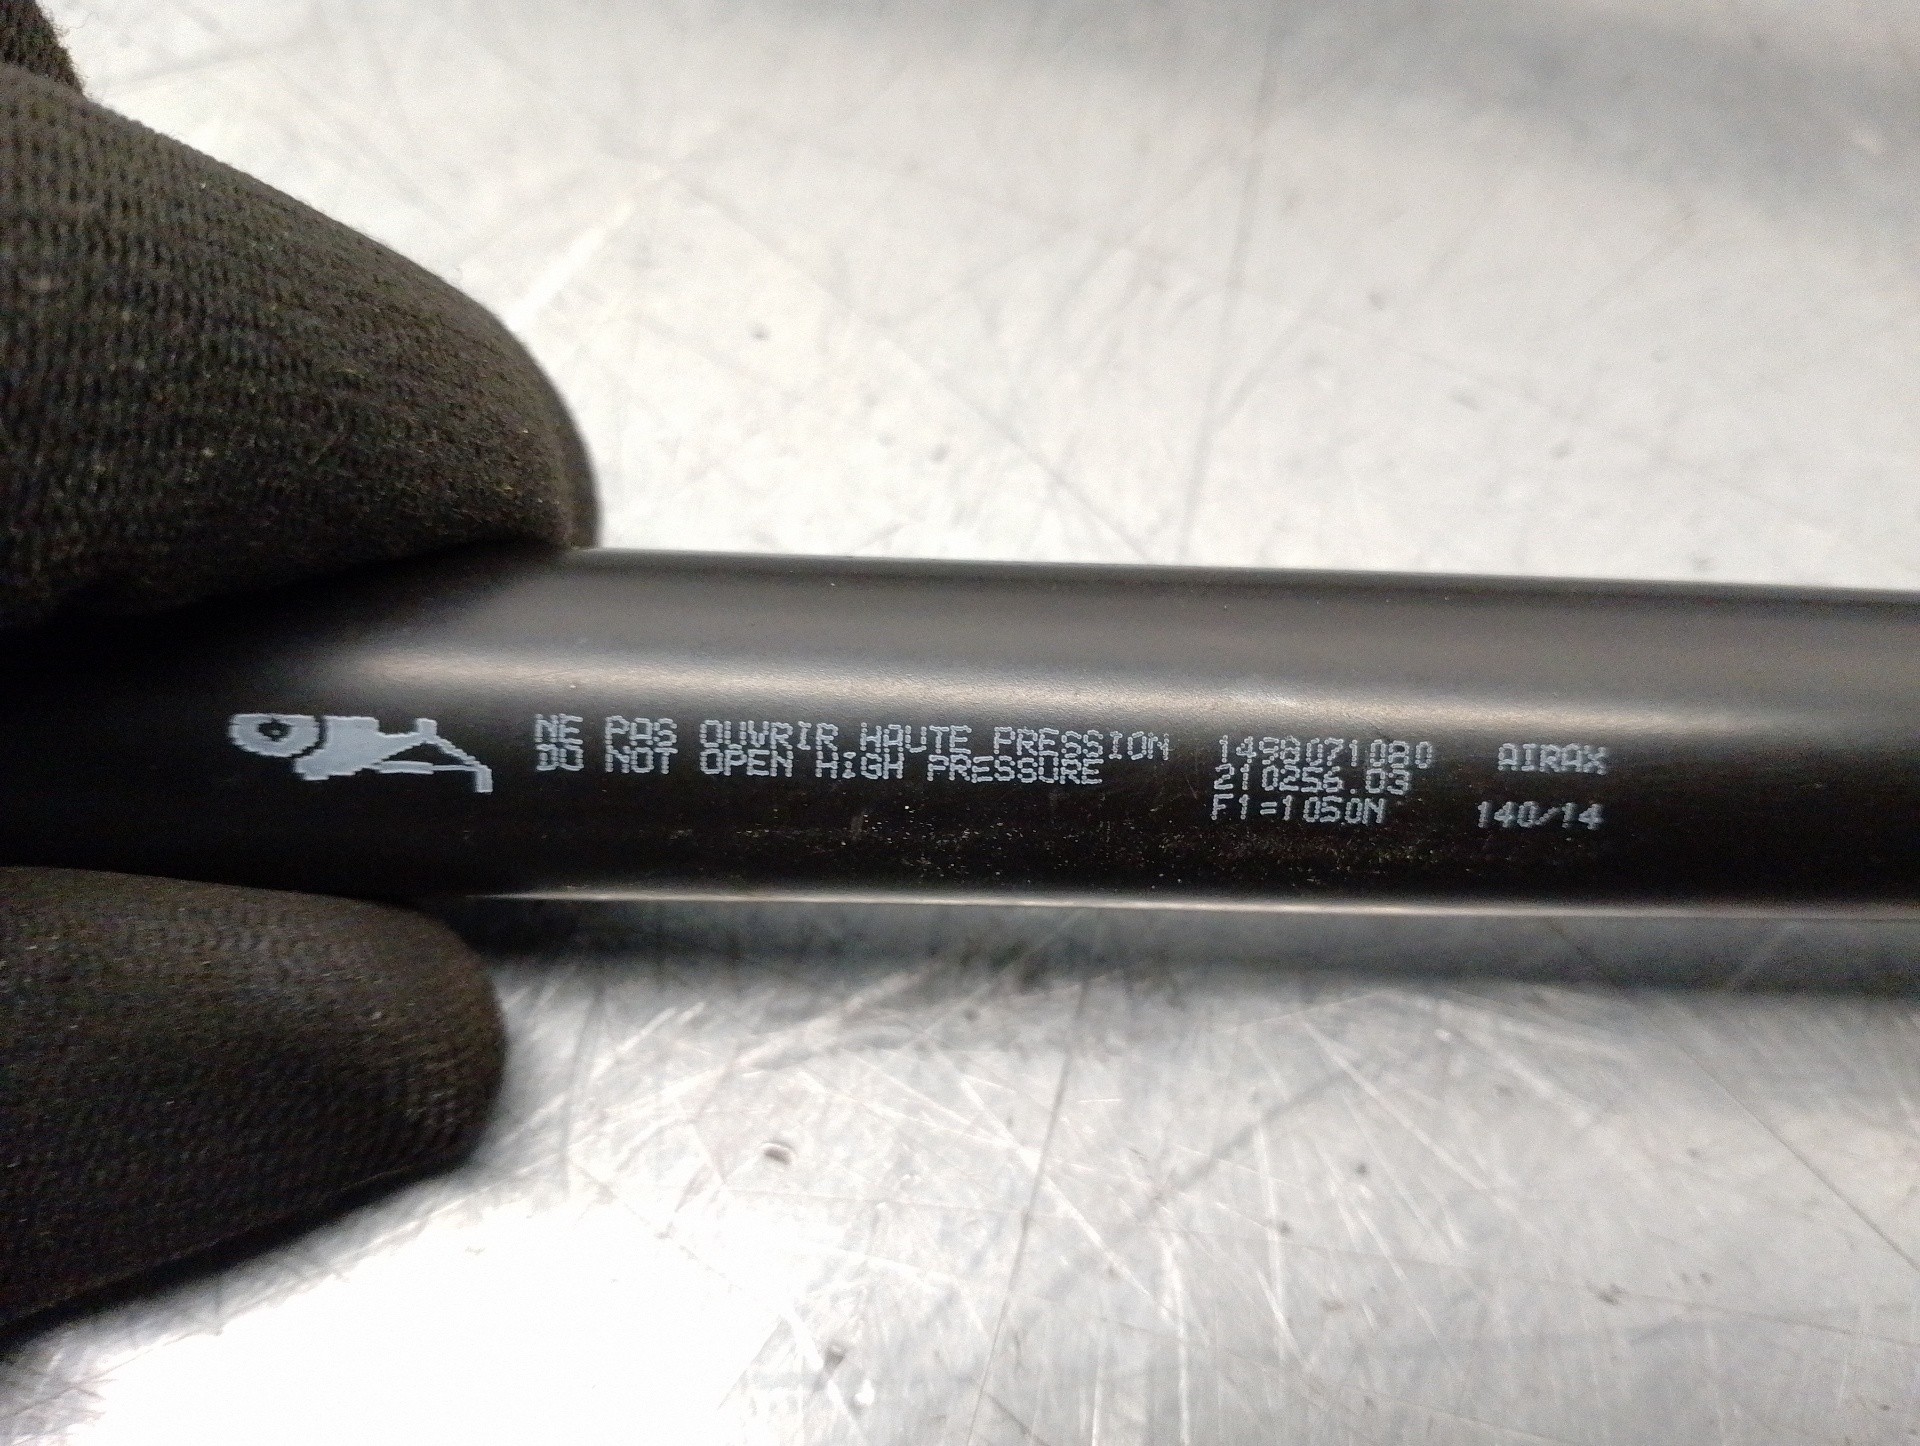 NE PAS OUVRIR HAUTE PRESSION
DO NOT OPEN HiGH PRESSURE
1498071080 AIRAX
210256.03
F1=1050N 140/14